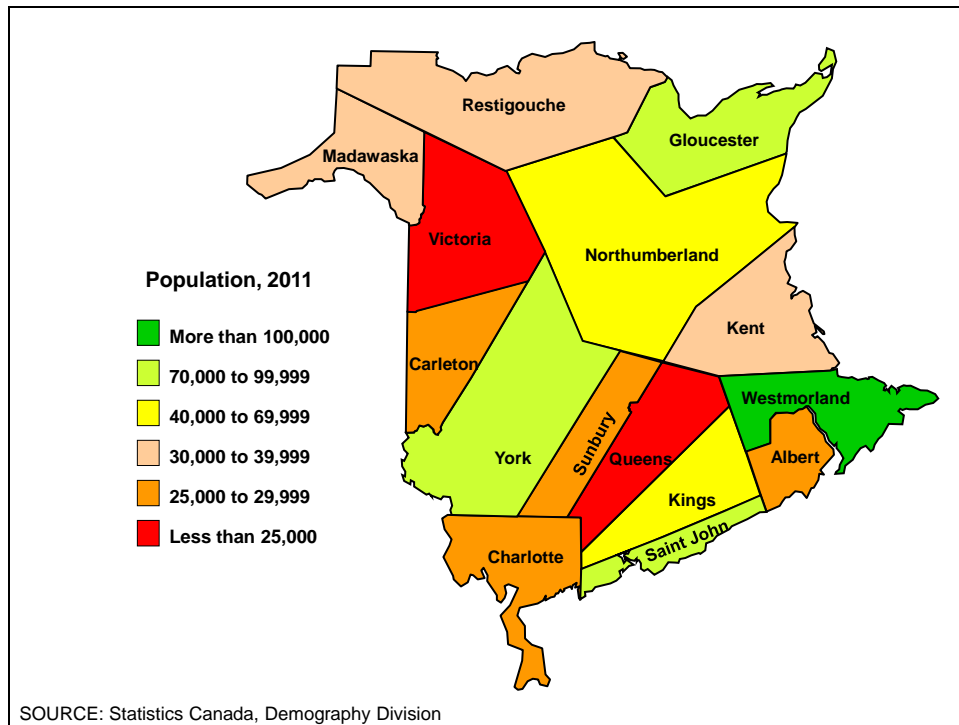 Restigouche
Gloucester
Madawaska
Victoria
Northumberland
Population, 2011
More than 100,000
70,000 to 99,999
40,000 to 69,999
30,000 to 39,999
25,000 to 29,999
Less than 25,000
Kent
Carleton
Westmorland
Sunbury
York
Queens
Albert
Kings
Saint John
Charlotte
SOURCE: Statistics Canada, Demography Division